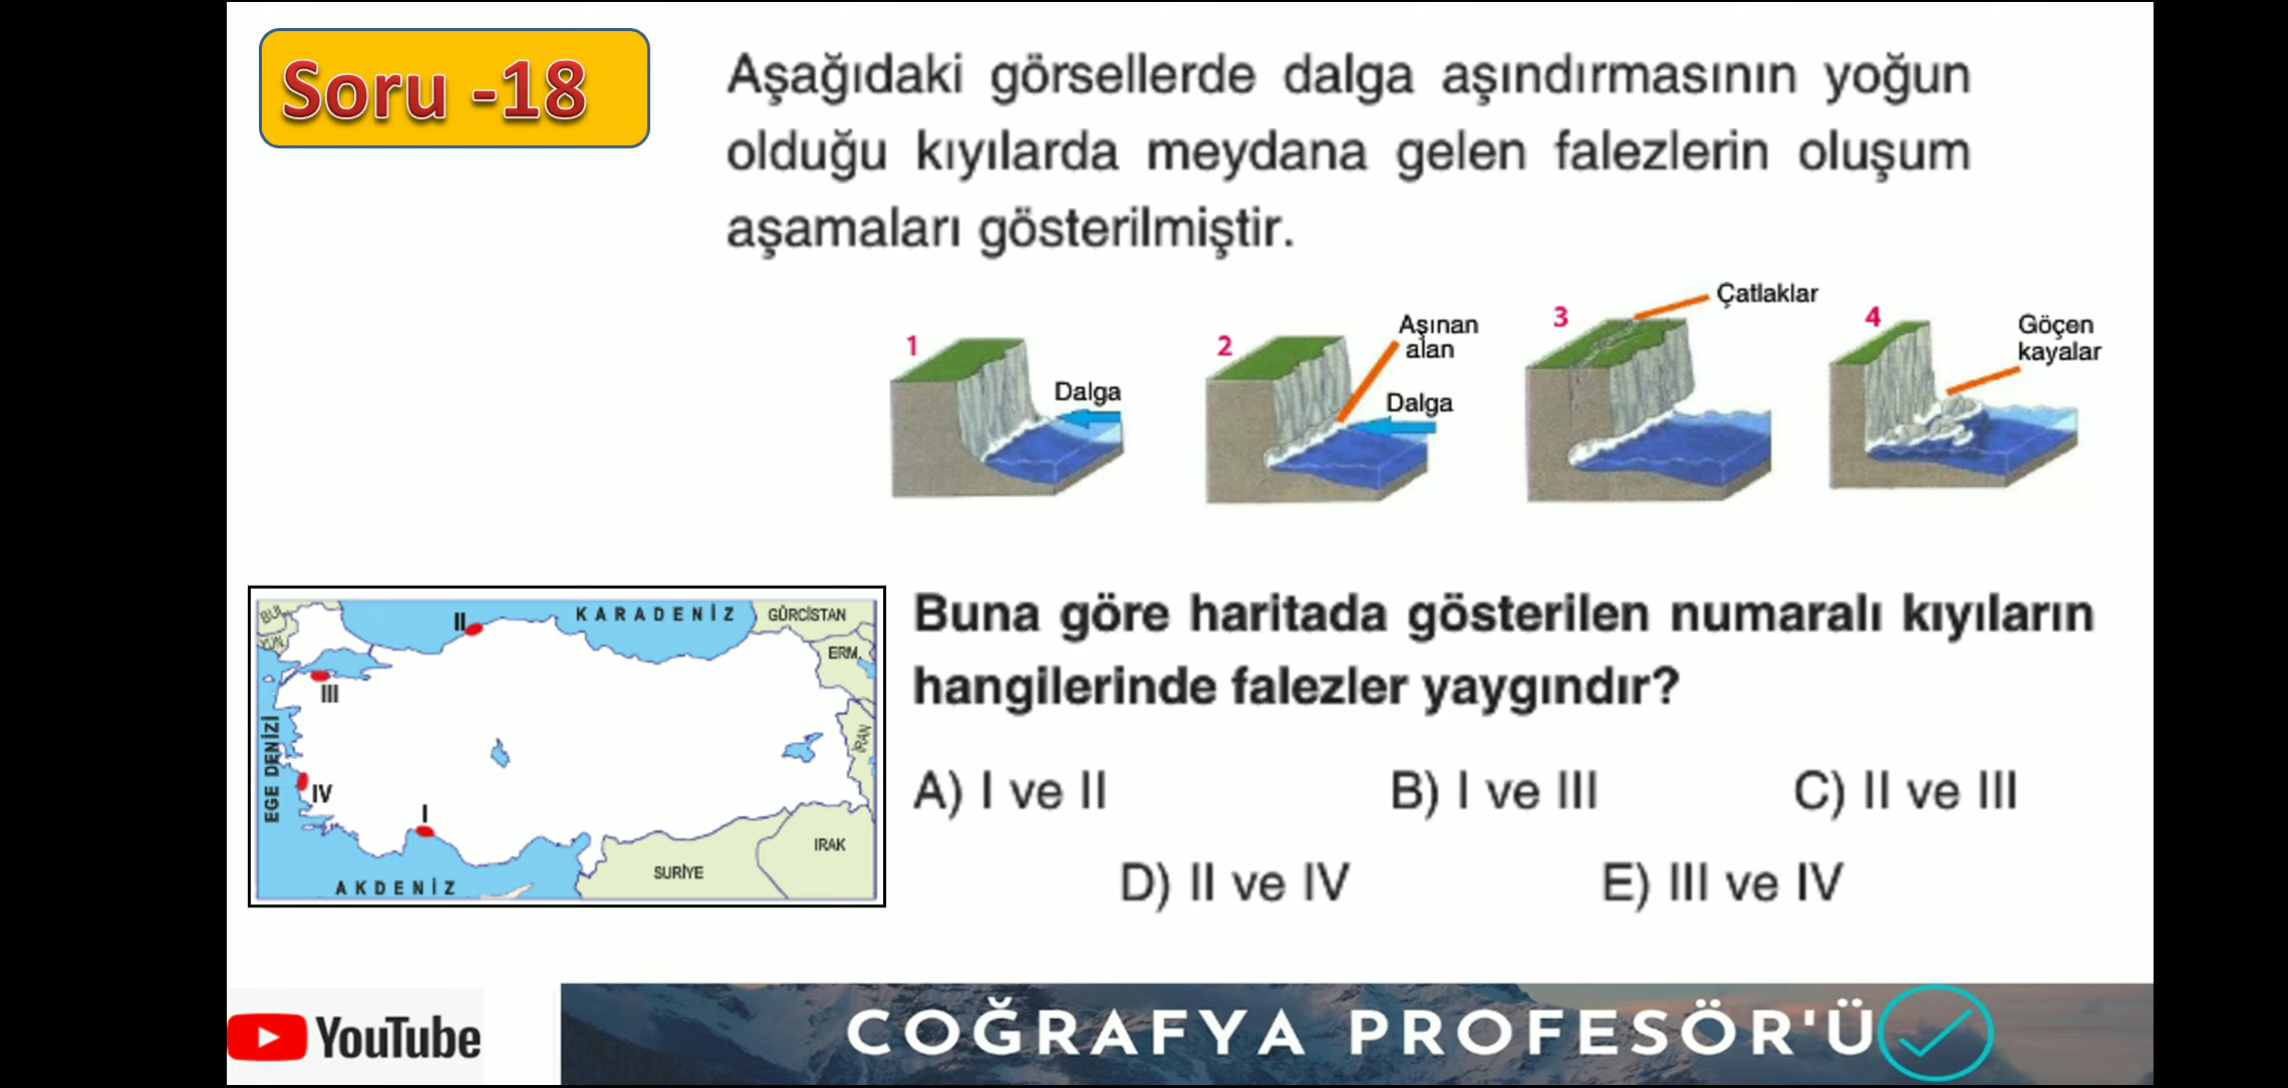 Soru -18
Aşağıdaki görsellerde dalga aşındırmasının yoğun
olduğu kıyılarda meydana gelen falezlerin oluşum
aşamaları gösterilmiştir.
1
Dalga
2
Aşınan
alan
Dalga
3
Çatlaklar
4
Göçen
kayalar
BUL.
YUN.
II
KARADENİZ
GÜRCİSTAN
ERM.
III
EGE DENİZİ
İRAN
IV
I
IRAK
SURİYE
AKDENİZ
Buna göre haritada gösterilen numaralı kıyıların
hangilerinde falezler yaygındır?
A) I ve II B) I ve III C) II ve III
D) II ve IV E) III ve IV
YouTube
COĞRAFYA PROFESÖR'Ü